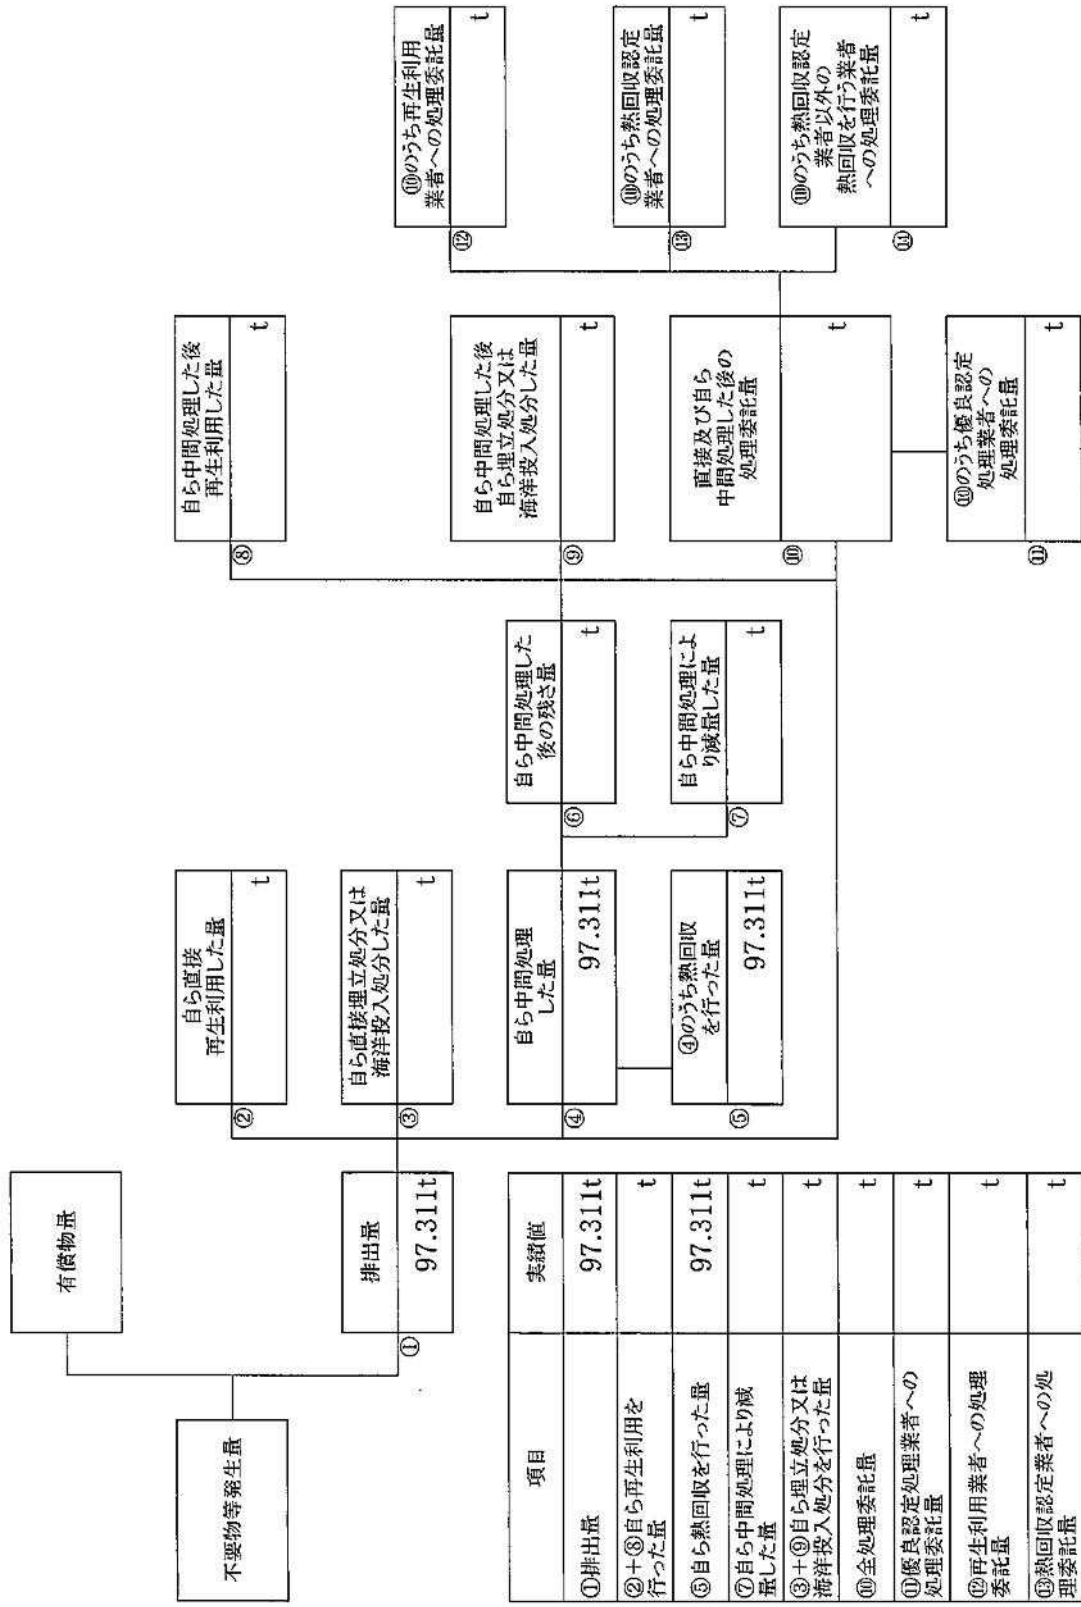 不要物等発生量
有償物量
排出量
①
97.311t
自ら直接
再生利用した量
②
t
自ら直接埋立処分又は
海洋投入処分した量
③
t
自ら中間処理
した量
④
97.311t
④のうち熱回収
を行った量
⑤
97.311t
自ら中間処理した
後の残さ量
⑥
t
自ら中間処理によ
り減量した量
⑦
t
自ら中間処理した後
再生利用した量
⑧
t
自ら中間処理した後
自ら埋立処分又は
海洋投入処分した量
⑨
t
直接及び自ら
中間処理した後の
処理委託量
⑩
t
⑩のうち優良認定
処理業者への
処理委託量
⑪
t
⑩のうち再生利用
業者への処理委託量
⑫
t
⑩のうち熱回収認定
業者への処理委託量
⑬
t
⑩のうち熱回収認定
業者以外の
熱回収を行う業者
への処理委託量
⑭
t
項目 実績値
①排出量 97.311t
②+⑧自ら再生利用を
行った量 t
⑤自ら熱回収を行った量 97.311t
⑦自ら中間処理により減
量した量 t
③+⑨自ら埋立処分又は
海洋投入処分を行った量 t
⑩全処理委託量 t
⑪優良認定処理業者への
処理委託量 t
⑫再生利用業者への処理
委託量 t
⑬熱回収認定業者への処
理委託量 t